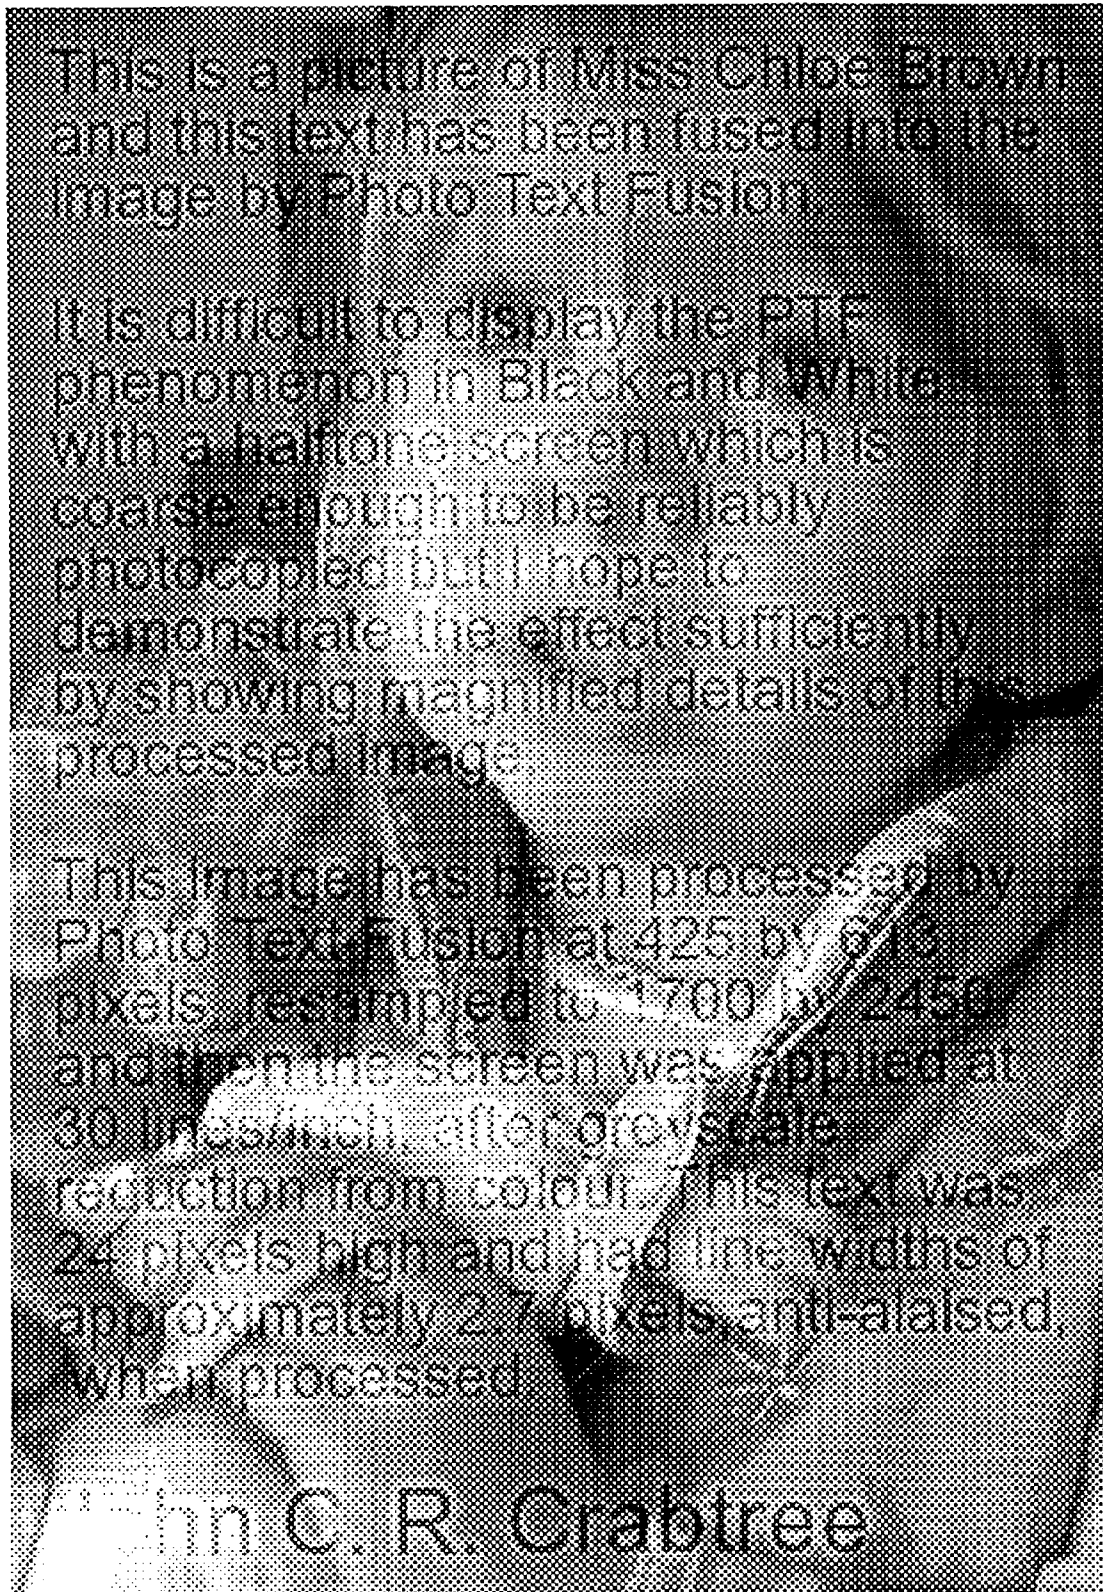 This is a picture of Miss Chloe Brown
and this text has been fused into the
image by Photo Text Fusion.
It is difficult to display the PTF
phenomenon in Black and White
with a halftone screen which is
coarse enough to be reliably
photocopied but I hope to
demonstrate the effect sufficiently
by showing magnified details of this
processed image.
This image has been processed by
Photo Text Fusion at 425 by 613
pixels, resampled to 1700 by 2450
and then the screen was applied at
30 lines/inch after greyscale
reduction from colour. This text was
24 pixels high and had line widths of
approximately 2.7 pixels, anti-alaised,
when processed
John C. R. Crabtree